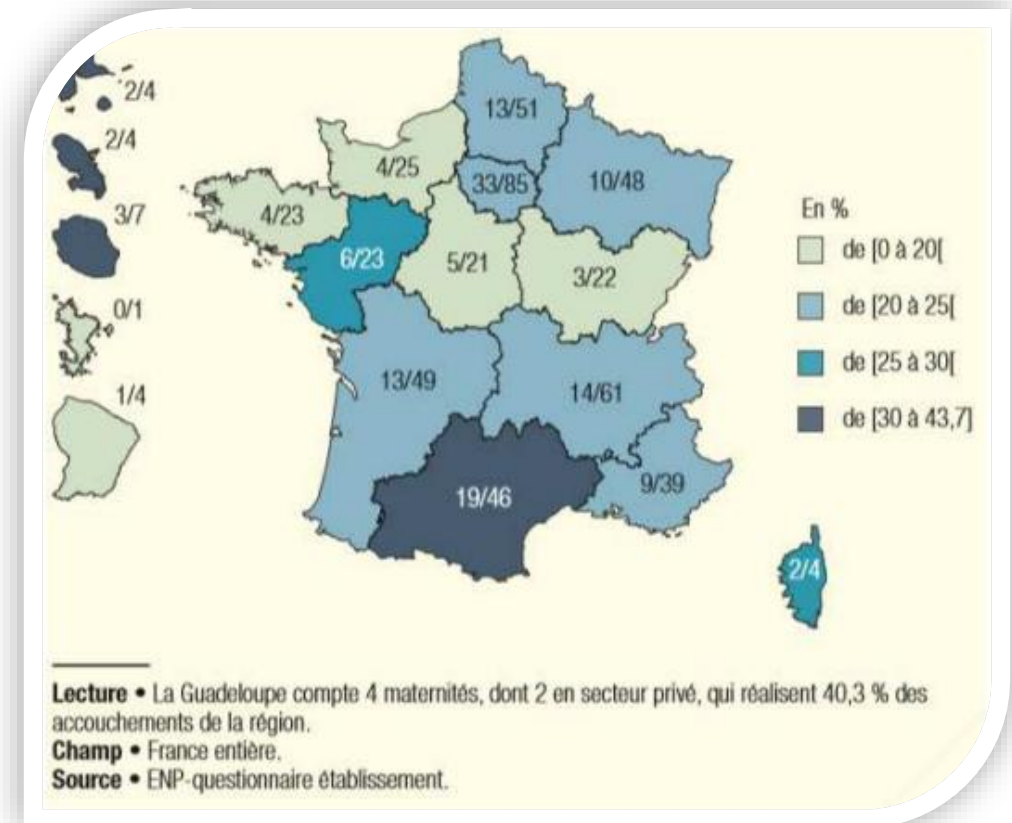 2/4
2/4
3/7
0/1
1/4
13/51
4/25
33/85
10/48
4/23
6/23
5/21
3/22
13/49
14/61
19/46
9/39
2/4
En %
de [0 à 20[
de [20 à 25[
de [25 à 30[
de [30 à 43,7]
Lecture • La Guadeloupe compte 4 maternités, dont 2 en secteur privé, qui réalisent 40,3 % des
accouchements de la région.
Champ • France entière.
Source • ENP-questionnaire établissement.